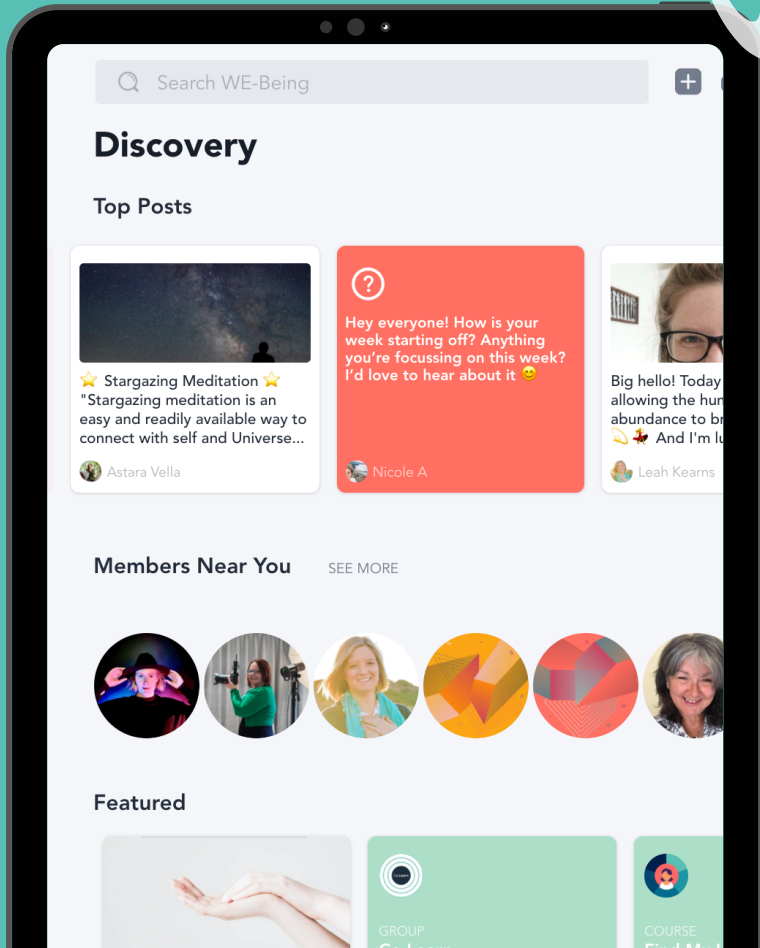 Search WE-Being
Discovery
Top Posts
⭐ Stargazing Meditation ⭐
"Stargazing meditation is an
easy and readily available way to
connect with self and Universe...
Astara Vella
?
Hey everyone! How is your
week starting off? Anything
you're focussing on this week?
I'd love to hear about it 😊
Nicole A
Big hello! Today
allowing the
abundance to
💫 💃 And I'm
Leah Kearns
Members Near You
SEE MORE
Featured
GROUP
COURSE